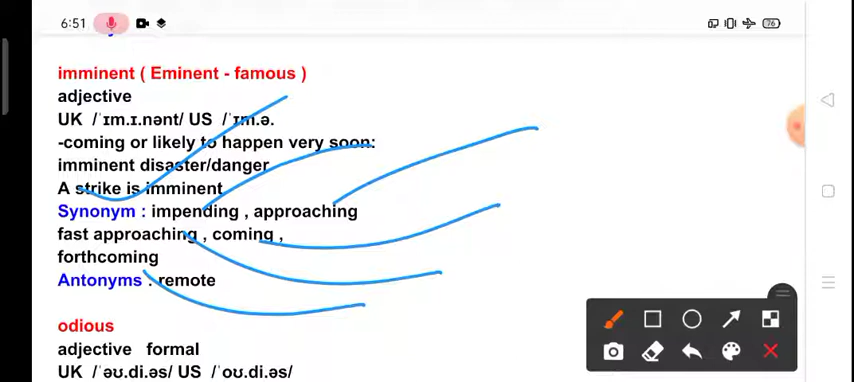 6:51
76
imminent ( Eminent - famous )
adjective
UK /ˈɪm.ɪ.nənt/ US /ˈɪm.ə.
-coming or likely to happen very soon:
imminent disaster/danger
A strike is imminent
Synonym : impending , approaching
fast approaching , coming ,
forthcoming
Antonyms : remote
odious
adjective formal
UK /ˈəʊ.di.əs/ US /ˈoʊ.di.əs/